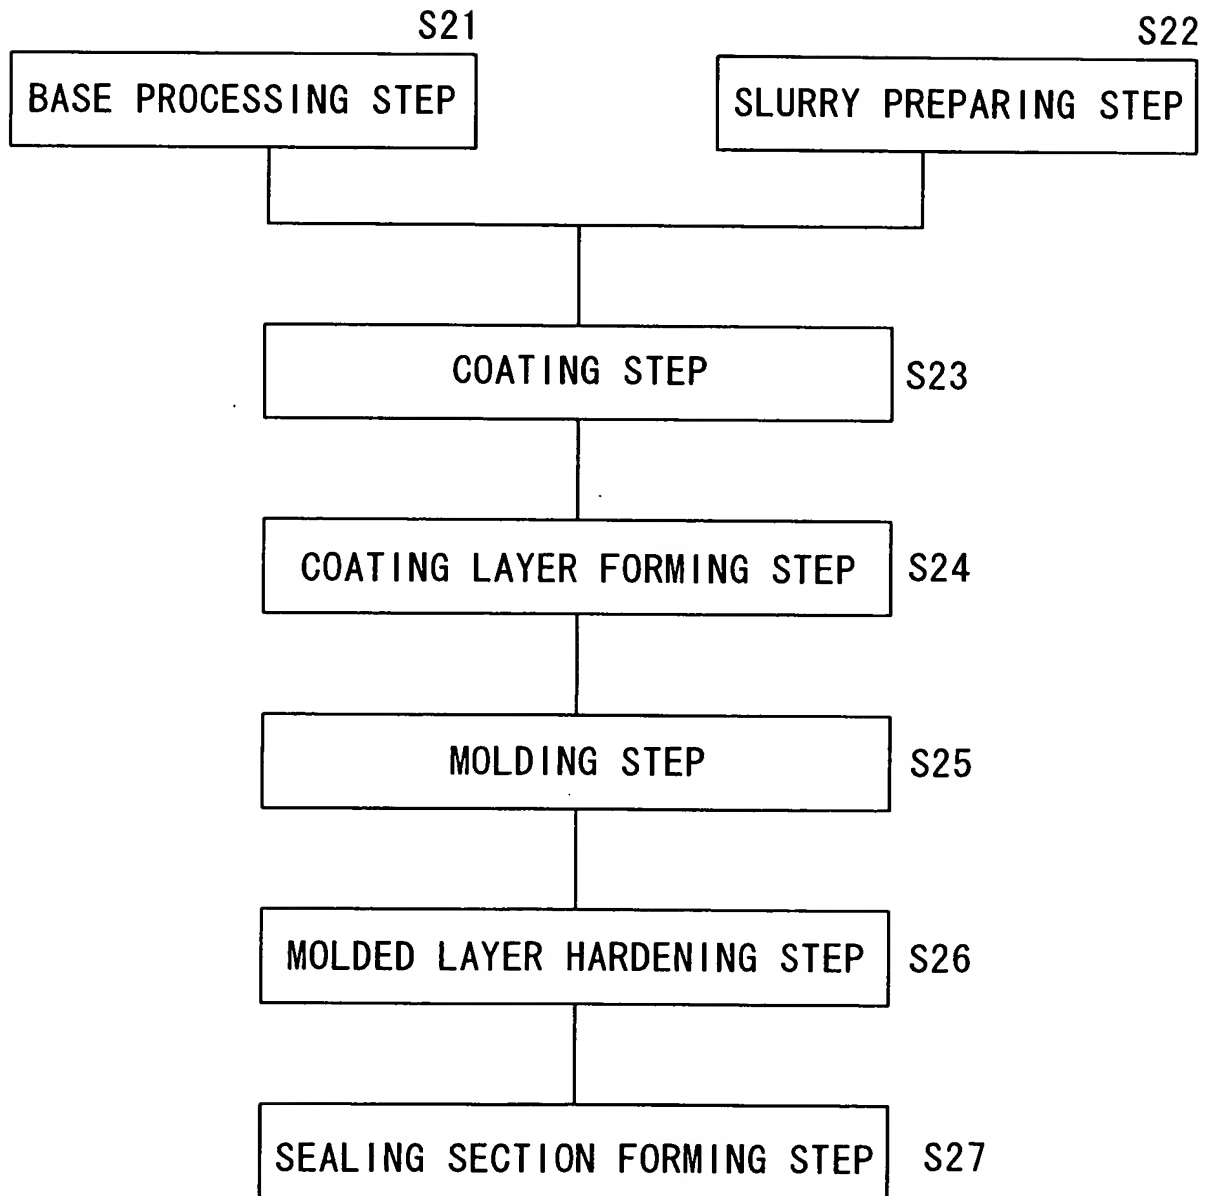 S21
BASE PROCESSING STEP
S22
SLURRY PREPARING STEP
COATING STEP
S23
COATING LAYER FORMING STEP
S24
MOLDING STEP
S25
MOLDED LAYER HARDENING STEP
S26
SEALING SECTION FORMING STEP
S27